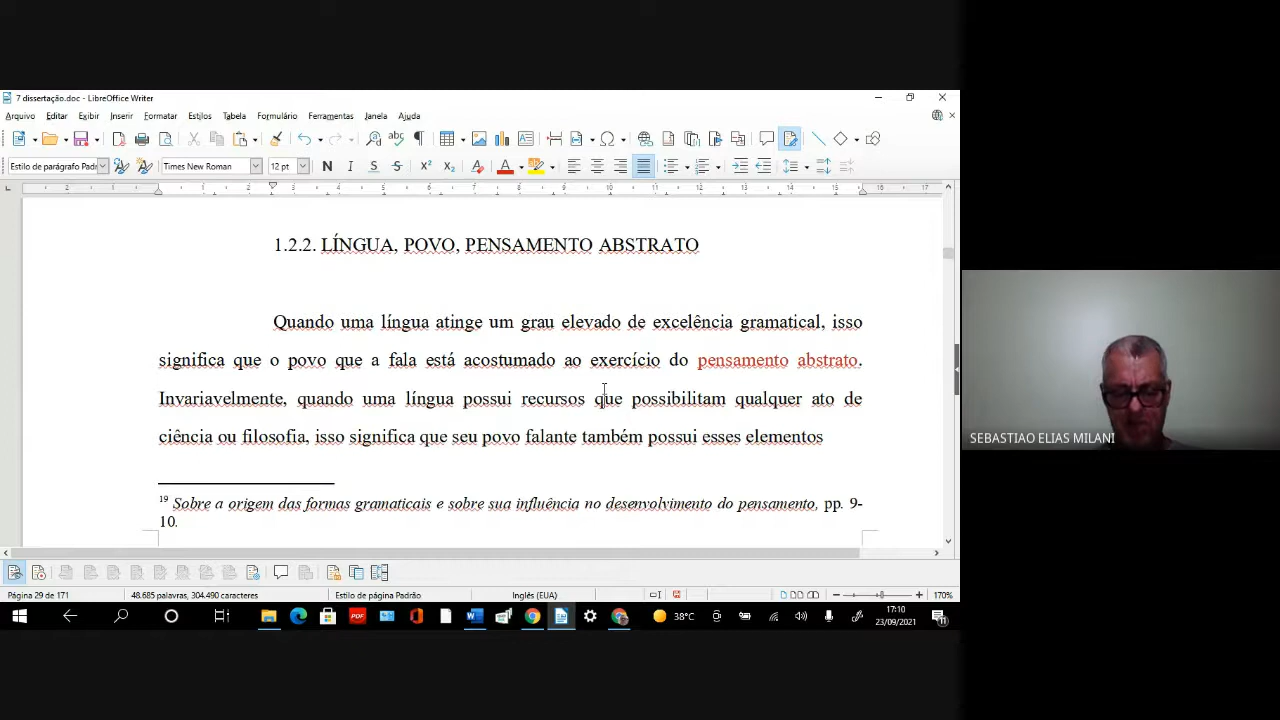 7 dissertação.doc - LibreOffice Writer
Arquivo Editar Exibir Inserir Formatar Estilos Tabela Formulário Ferramentas Janela Ajuda
Estilo de parágrafo Padrã Times New Roman 12 pt
1.2.2. LÍNGUA, POVO, PENSAMENTO ABSTRATO
Quando uma língua atinge um grau elevado de excelência gramatical, isso
significa que o povo que a fala está acostumado ao exercício do pensamento abstrato.
Invariavelmente, quando uma língua possui recursos que possibilitam qualquer ato de
ciência ou filosofia, isso significa que seu povo falante também possui esses elementos
19 Sobre a origem das formas gramaticais e sobre sua influência no desenvolvimento do pensamento, pp. 9-
10.
SEBASTIAO ELIAS MILANI
Página 29 de 171 48.685 palavras, 304.490 caracteres Estilo de página Padrão Inglês (EUA) 170%
38°C 17:10
23/09/2021